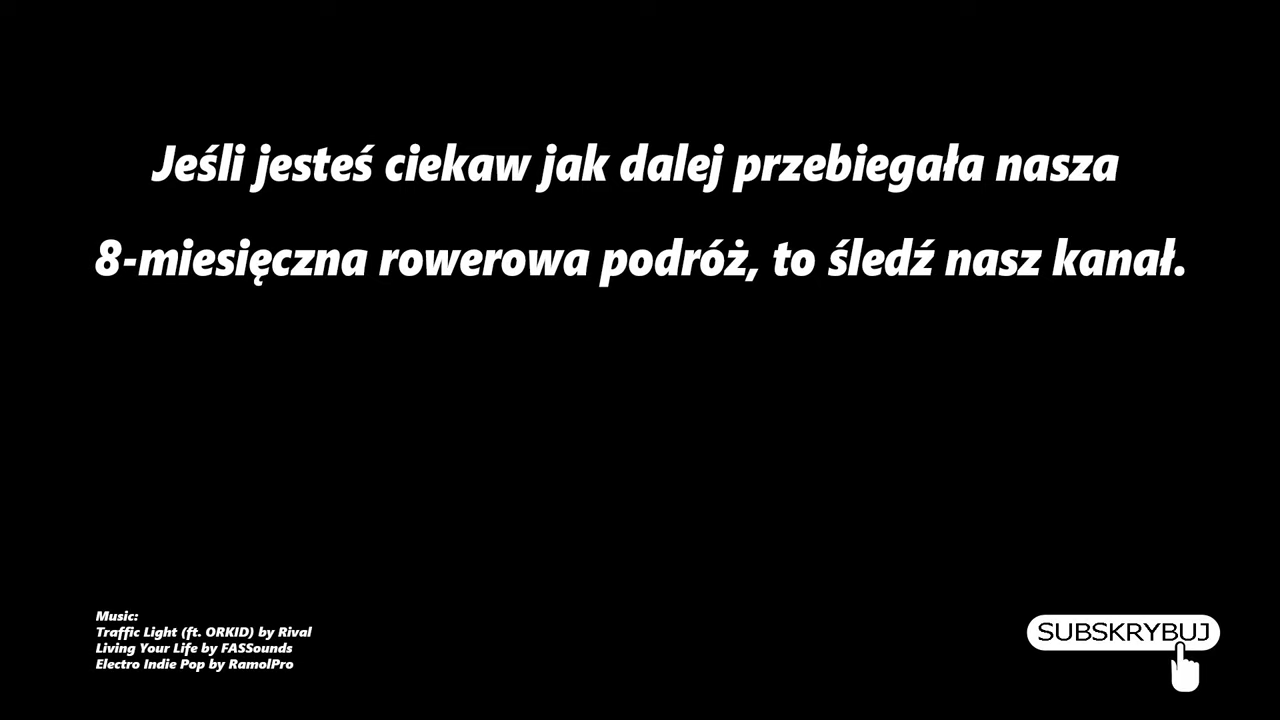 Jeśli jesteś ciekaw jak dalej przebiegała nasza
8-miesięczna rowerowa podróż, to śledź nasz kanał.
Music:
Traffic Light (ft. ORKID) by Rival
Living Your Life by FASSounds
Electro Indie Pop by RamolPro
SUBSKRYBUJ